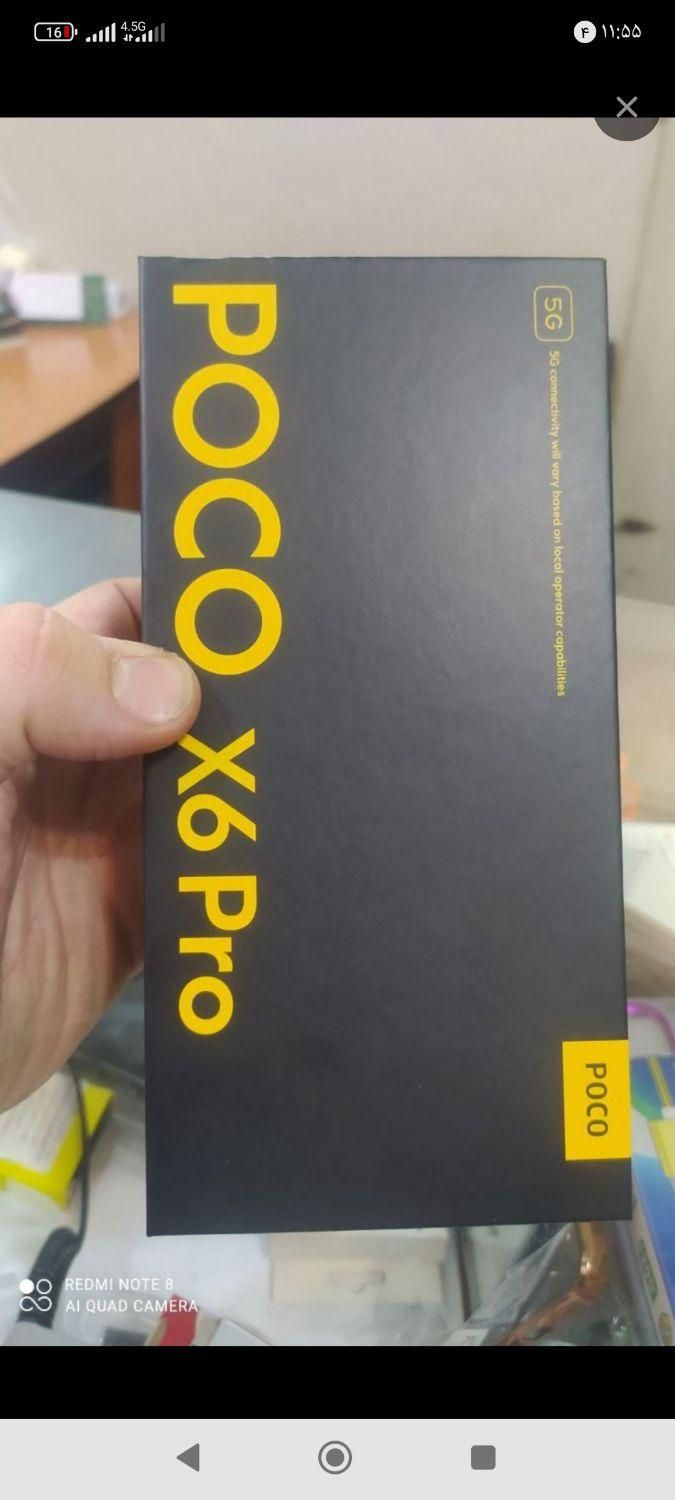 16
4.5G
۴
۱۱:۵۵
5G
5G connectivity will vary based on local operator capabilities
POCO X6 Pro
POCO
REDMI NOTE 8
AI QUAD CAMERA